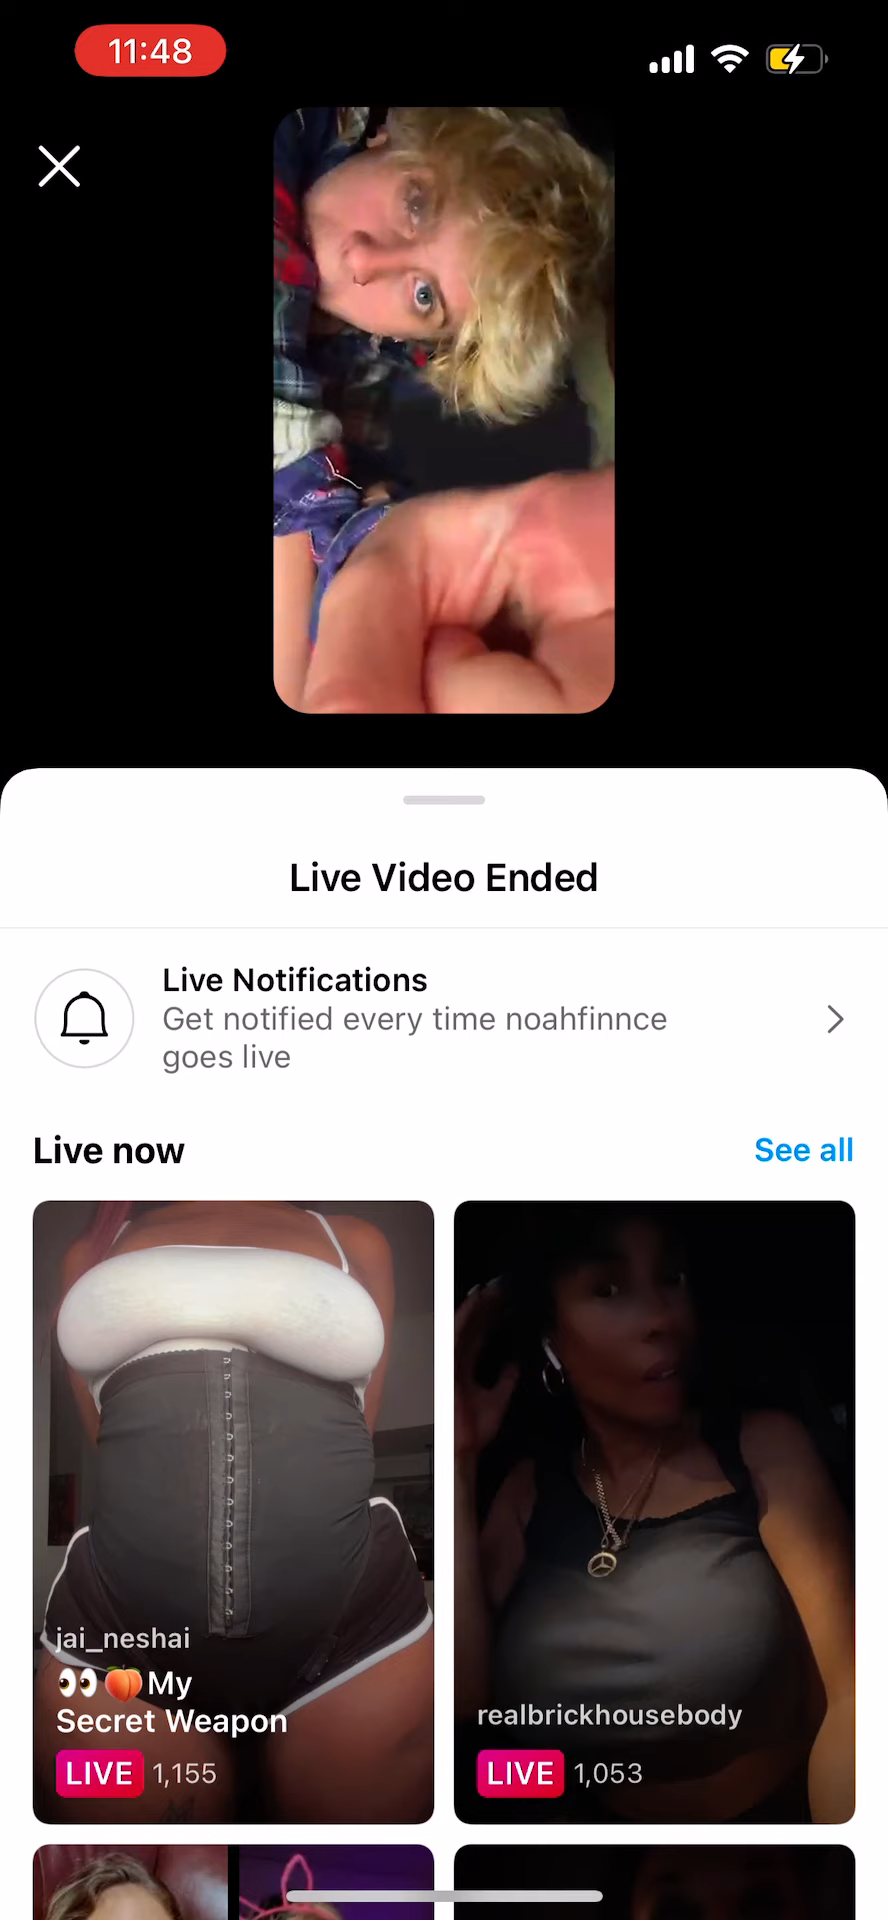 11:48
Live Video Ended
Live Notifications
Get notified every time noahfinnce
goes live
Live now
See all
jai_neshai
👀🍑My
Secret Weapon
LIVE 1,155
realbrickhousebody
LIVE 1,053